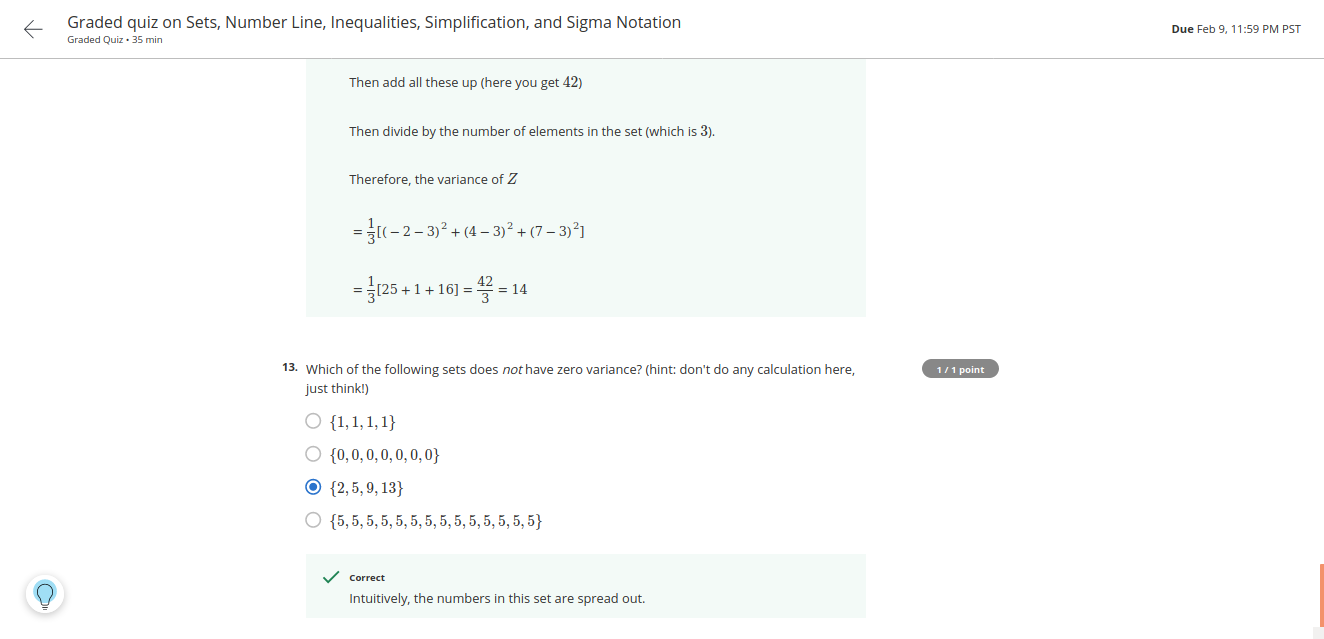 Graded quiz on Sets, Number Line, Inequalities, Simplification, and Sigma Notation
Graded Quiz • 35 min
Due Feb 9, 11:59 PM PST
Then add all these up (here you get 42)
Then divide by the number of elements in the set (which is 3).
Therefore, the variance of Z
= 1/3[( − 2 − 3)² + (4 − 3)² + (7 − 3)²]
= 1/3[25 + 1 + 16] = 42/3 = 14
13. Which of the following sets does not have zero variance? (hint: don't do any calculation here,
just think!)
1 / 1 point
{1, 1, 1, 1}
{0, 0, 0, 0, 0, 0, 0}
{2, 5, 9, 13}
{5, 5, 5, 5, 5, 5, 5, 5, 5, 5, 5, 5, 5, 5}
Correct
Intuitively, the numbers in this set are spread out.